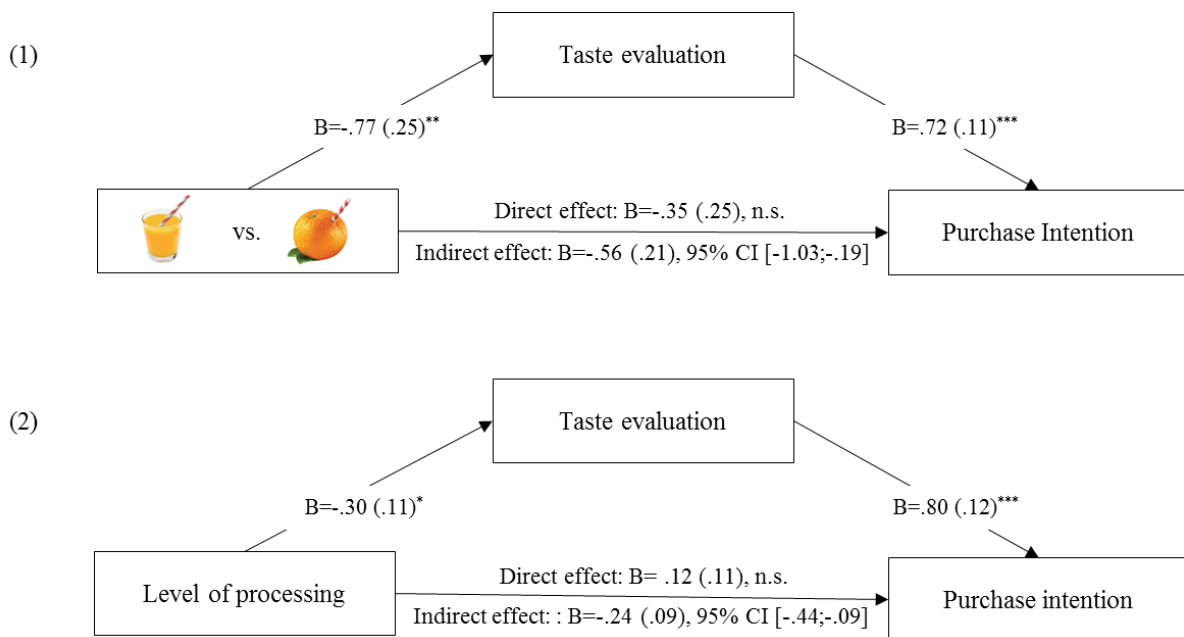 (1)
Taste evaluation
B=-.77 (.25)**
B=.72 (.11)***
vs.
Direct effect: B=-.35 (.25), n.s.
Indirect effect: B=-.56 (.21), 95% CI [-1.03;-.19]
Purchase Intention
(2)
Taste evaluation
B=-.30 (.11)*
B=.80 (.12)***
Level of processing
Direct effect: B= .12 (.11), n.s.
Indirect effect: : B=-.24 (.09), 95% CI [-.44;-.09]
Purchase intention